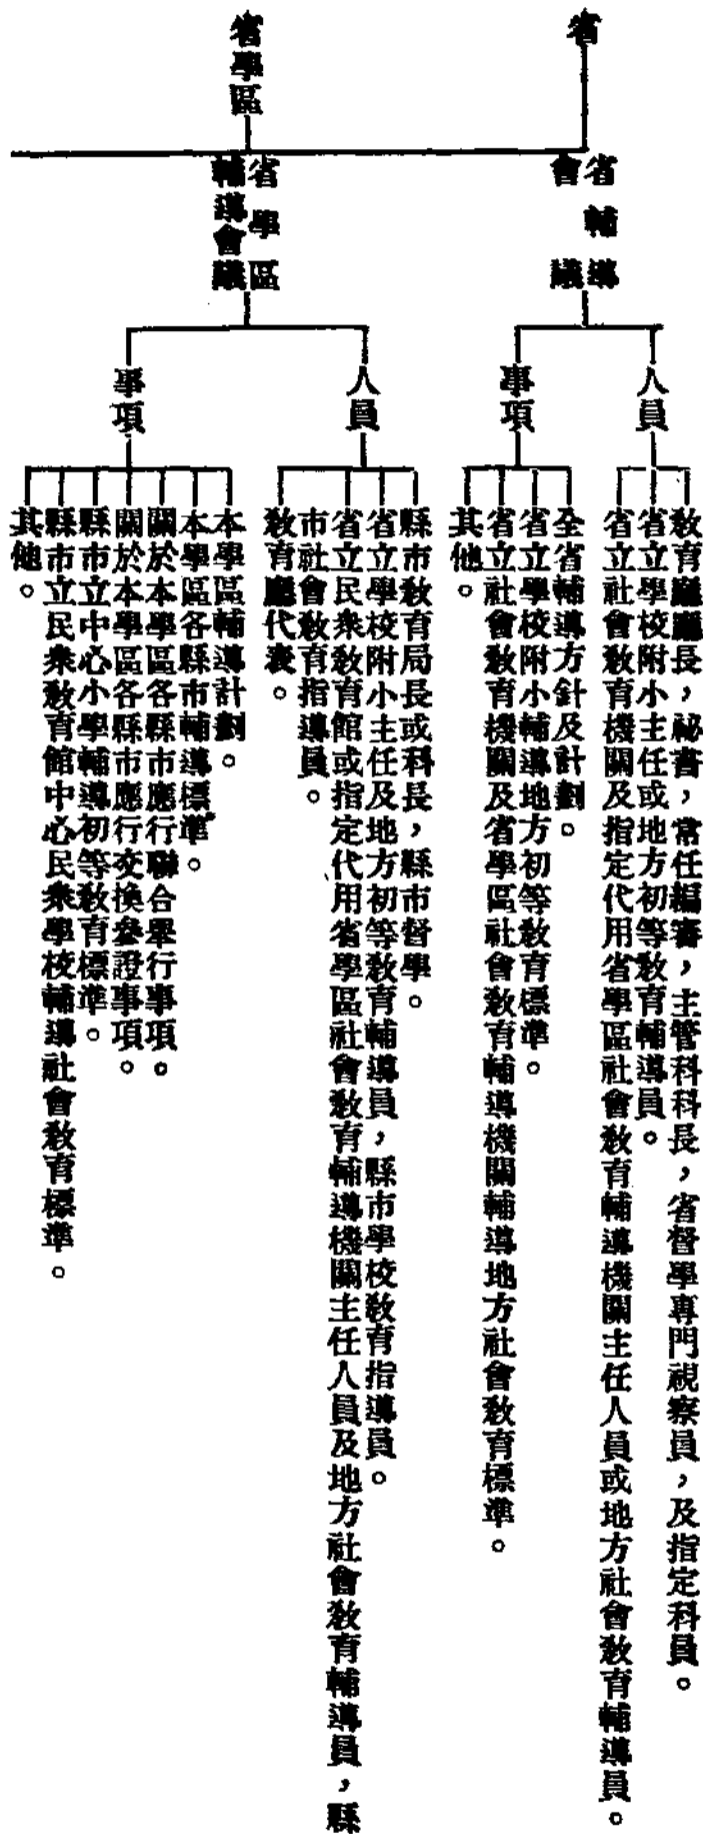 省
省輔導
會議
人員
教育廳廳長，祕書，常任編審，主管科科長，省督學專門視察員，及指定科員。
省立學校附小主任或地方初等教育輔導員。
省立社會教育機關及指定代用省學區社會教育輔導機關主任人員或地方社會教育輔導員。
事項
全省輔導方針及計劃。
省立學校附小輔導地方初等教育標準。
省立社會教育機關及省學區社會教育輔導機關輔導地方社會教育標準。
其他。
省學區
省學區
輔導會議
人員
縣市教育局長或科長，縣市督學。
省立學校附小主任及地方初等教育輔導員，縣市學校教育指導員。
省立民衆教育館或指定代用省學區社會教育輔導機關主任人員及地方社會教育輔導員，縣
市社會教育指導員。
教育廳代表。
事項
本學區輔導計劃。
本學區各縣市輔導標準。
關於本學區各縣市應行聯合舉行事項。
關於本學區各縣市應行交換參證事項。
縣市立中心小學輔導初等教育標準。
縣市立民衆教育館中心民衆學校輔導社會教育標準。
其他。